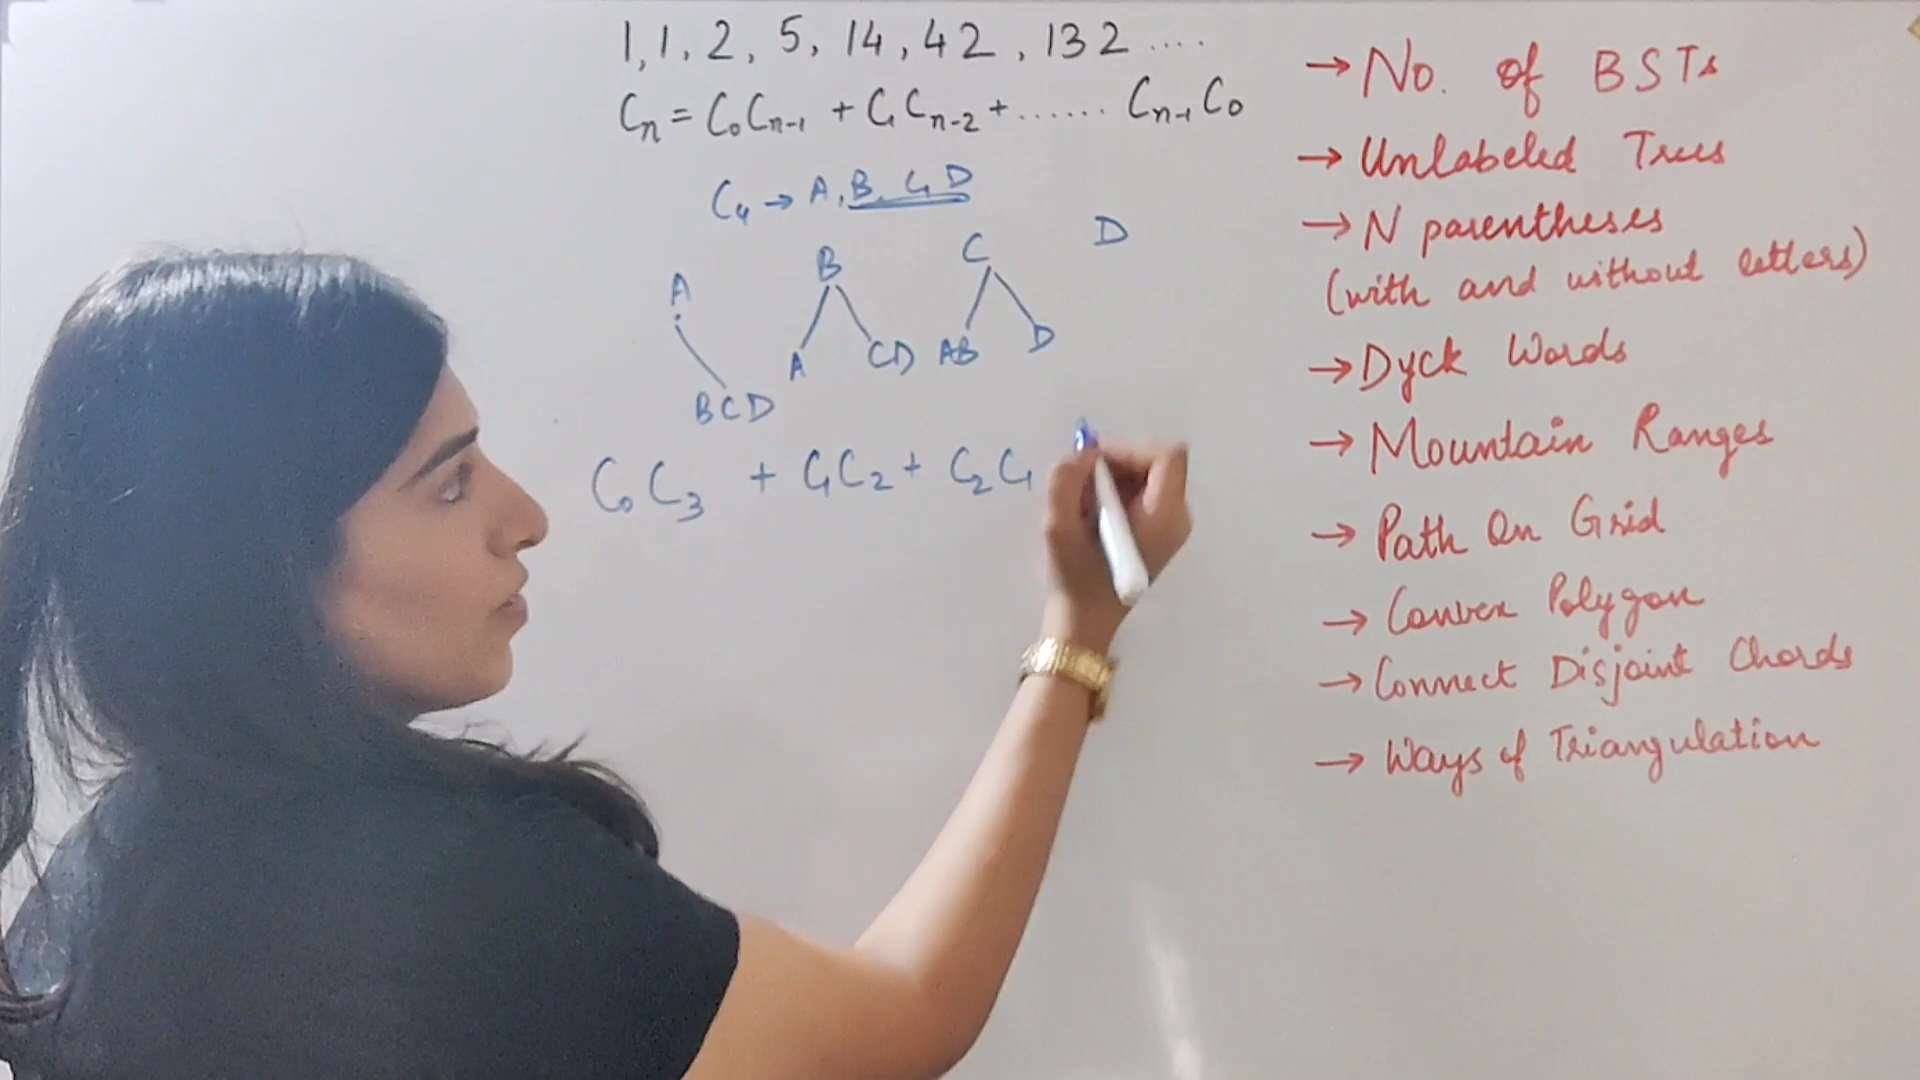 1, 1, 2, 5, 14, 42, 132 ....
Cn = C0Cn-1 + C1Cn-2 + ...... Cn-1C0
C4 → A, B, C, D
A
BCD
B
A CD
C
AB D
D
C0C3 + C1C2 + C2C1
→ No. of BSTs
→ Unlabeled Trees
→ N parentheses
(with and without letters)
→ Dyck Words
→ Mountain Ranges
→ Path On Grid
→ Convex Polygon
→ Connect Disjoint Chords
→ Ways of Triangulation